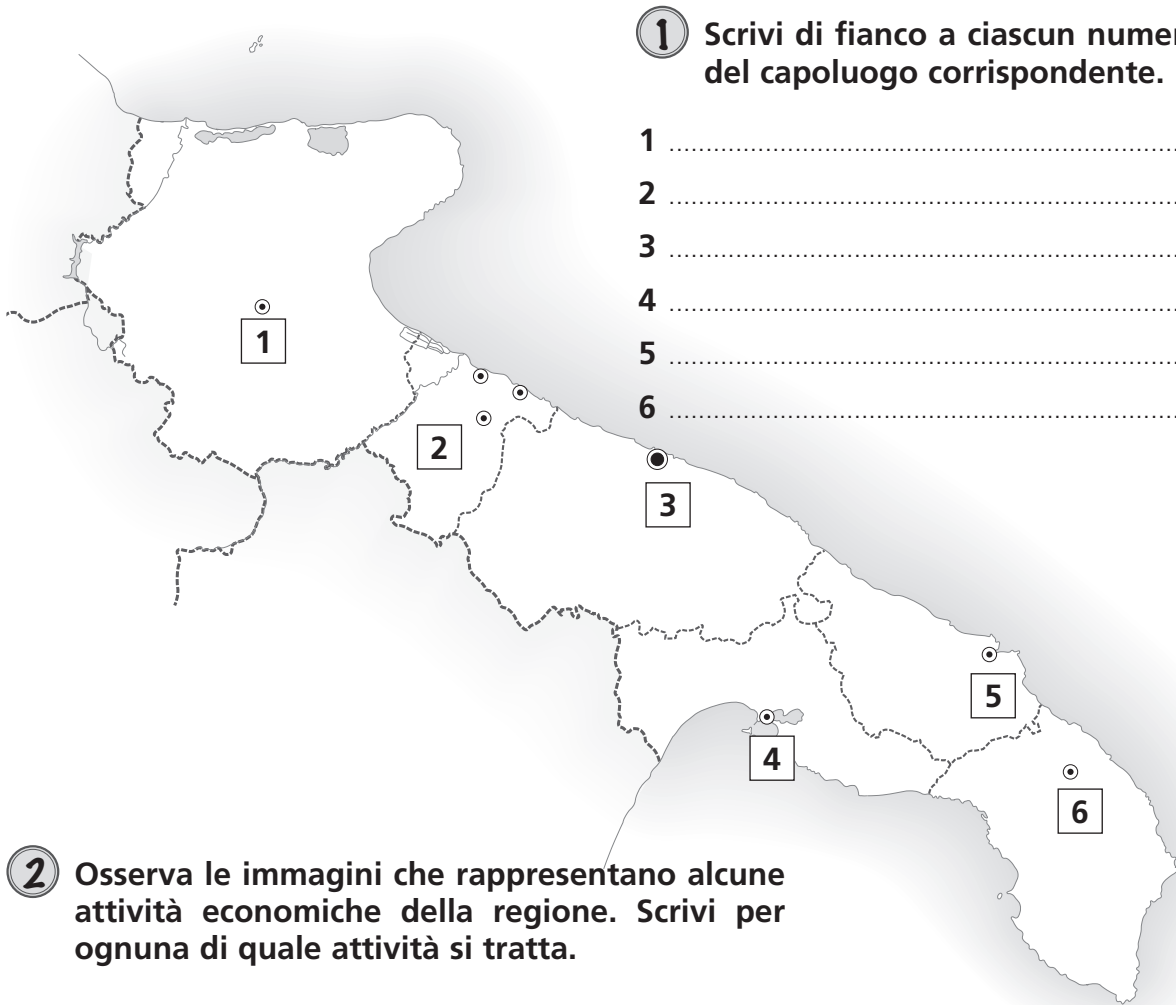 1 Scrivi di fianco a ciascun numer
del capoluogo corrispondente.
1 ........................................................................
2 ........................................................................
3 ........................................................................
4 ........................................................................
5 ........................................................................
6 ........................................................................
1
2
3
4
5
6
2 Osserva le immagini che rappresentano alcune
attività economiche della regione. Scrivi per
ognuna di quale attività si tratta.